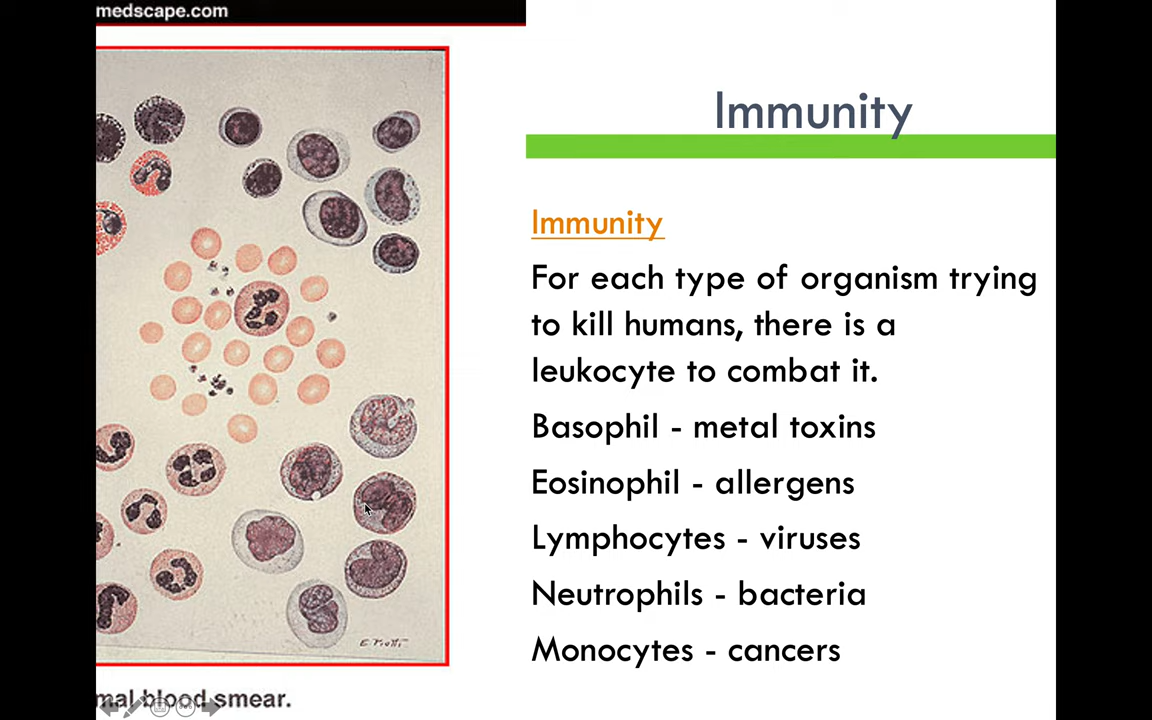 medscape.com
Immunity
Immunity
For each type of organism trying
to kill humans, there is a
leukocyte to combat it.
Basophil - metal toxins
Eosinophil - allergens
Lymphocytes - viruses
Neutrophils - bacteria
Monocytes - cancers
mal blood smear.